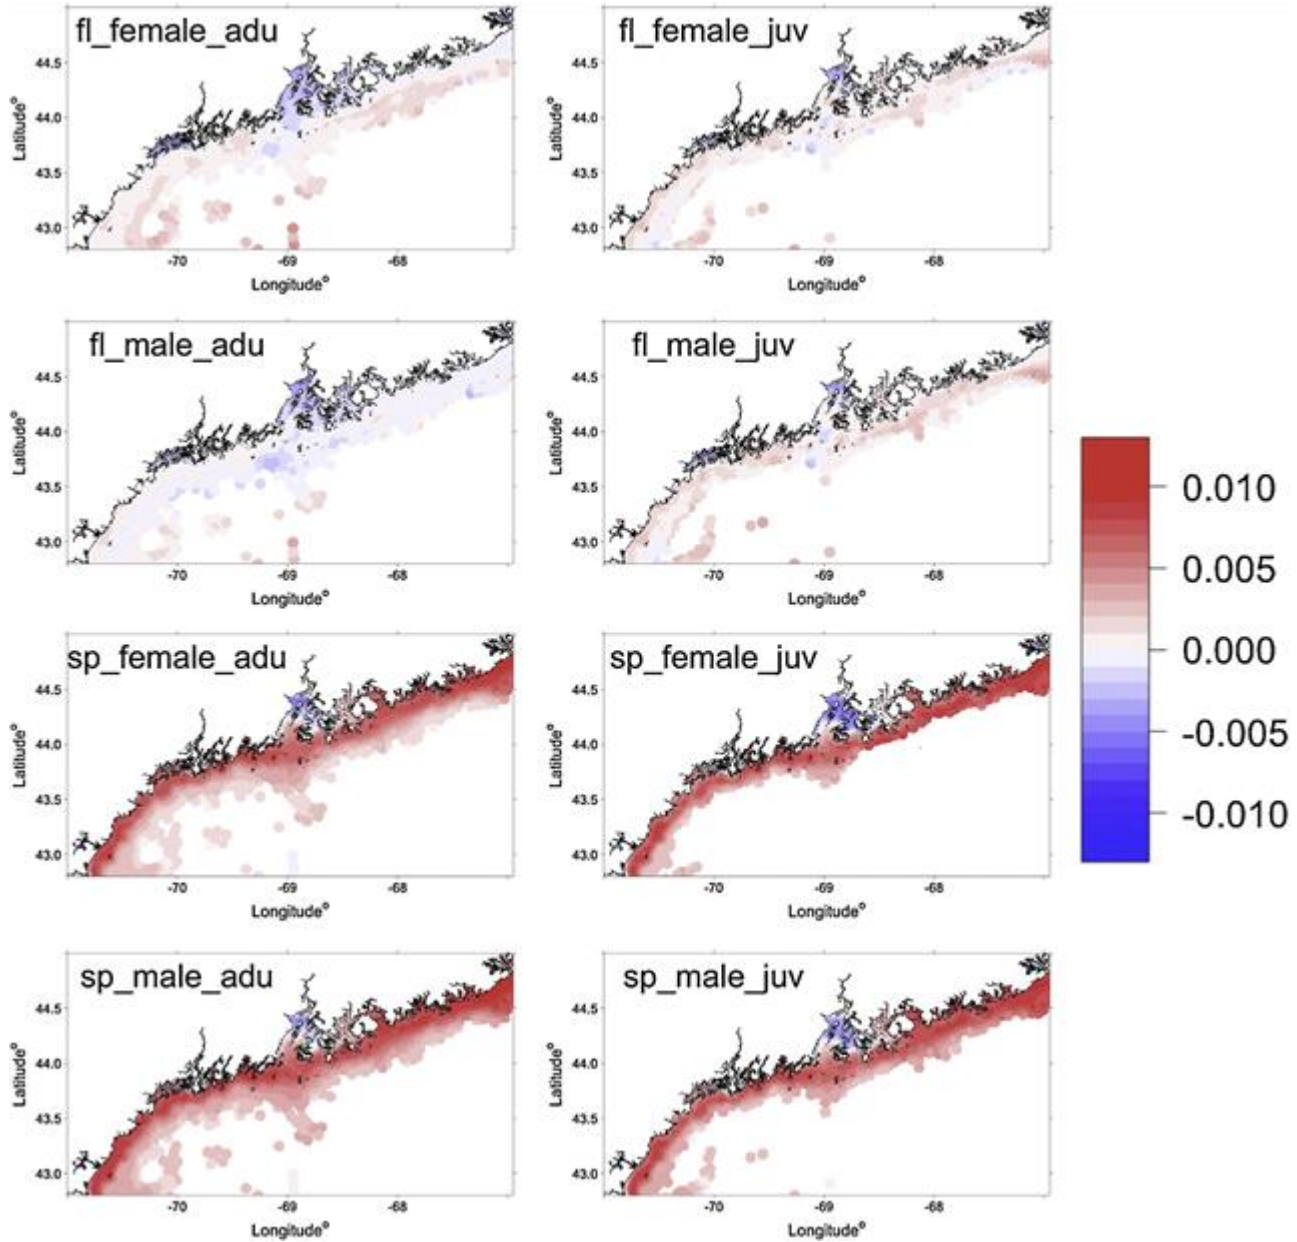 fl_female_adu
44.5
44.0
43.5
43.0
Latitude°
-70 -69 -68
Longitude°
fl_female_juv
44.5
44.0
43.5
43.0
Latitude°
-70 -69 -68
Longitude°
fl_male_adu
44.5
44.0
43.5
43.0
Latitude°
-70 -69 -68
Longitude°
fl_male_juv
44.5
44.0
43.5
43.0
Latitude°
-70 -69 -68
Longitude°
sp_female_adu
44.5
44.0
43.5
43.0
Latitude°
-70 -69 -68
Longitude°
sp_female_juv
44.5
44.0
43.5
43.0
Latitude°
-70 -69 -68
Longitude°
sp_male_adu
44.5
44.0
43.5
43.0
Latitude°
-70 -69 -68
Longitude°
sp_male_juv
44.5
44.0
43.5
43.0
Latitude°
-70 -69 -68
Longitude°
0.010
0.005
0.000
-0.005
-0.010